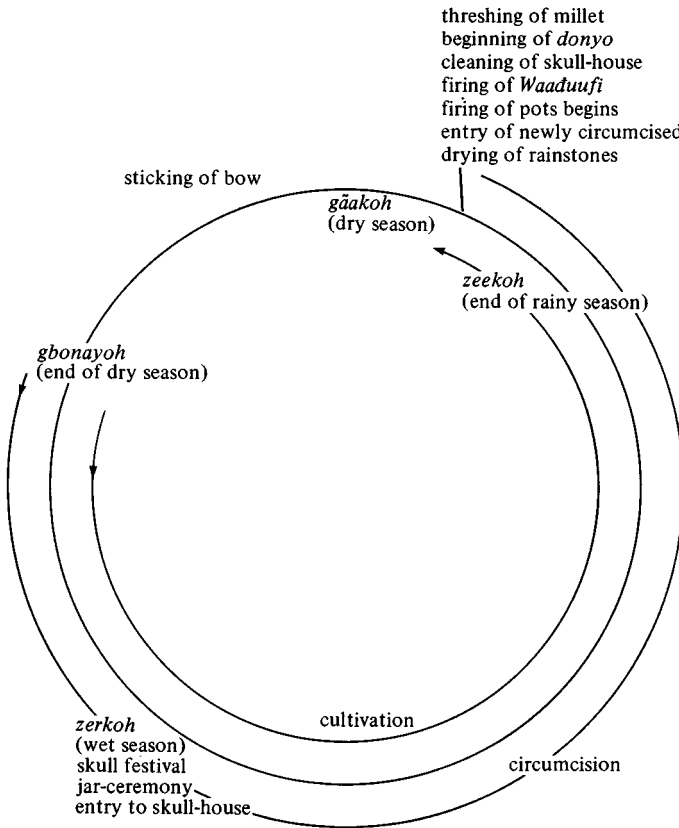 threshing of millet
beginning of donyo
cleaning of skull-house
firing of Waaɗuufi
firing of pots begins
entry of newly circumcised
drying of rainstones
sticking of bow
gãakoh
(dry season)
zeekoh
(end of rainy season)
gbonayoh
(end of dry season)
cultivation
zerkoh
(wet season)
skull festival
jar-ceremony
entry to skull-house
circumcision